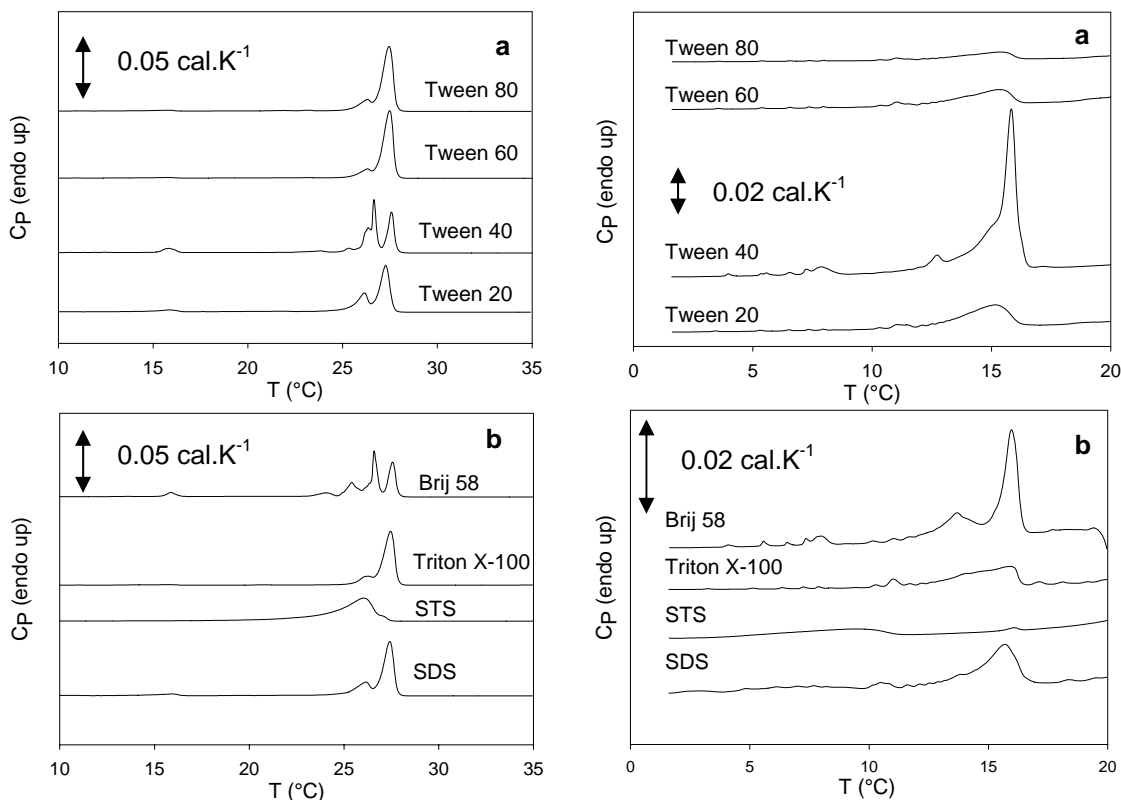 a
0.05 cal.K-1
Tween 80
Tween 60
Tween 40
Tween 20
CP (endo up)
10 15 20 25 30 35
T (°C)
a
Tween 80
Tween 60
0.02 cal.K-1
Tween 40
Tween 20
CP (endo up)
0 5 10 15 20
T (°C)
b
0.05 cal.K-1
Brij 58
Triton X-100
STS
SDS
CP (endo up)
10 15 20 25 30 35
T (°C)
b
0.02 cal.K-1
Brij 58
Triton X-100
STS
SDS
CP (endo up)
0 5 10 15 20
T (°C)